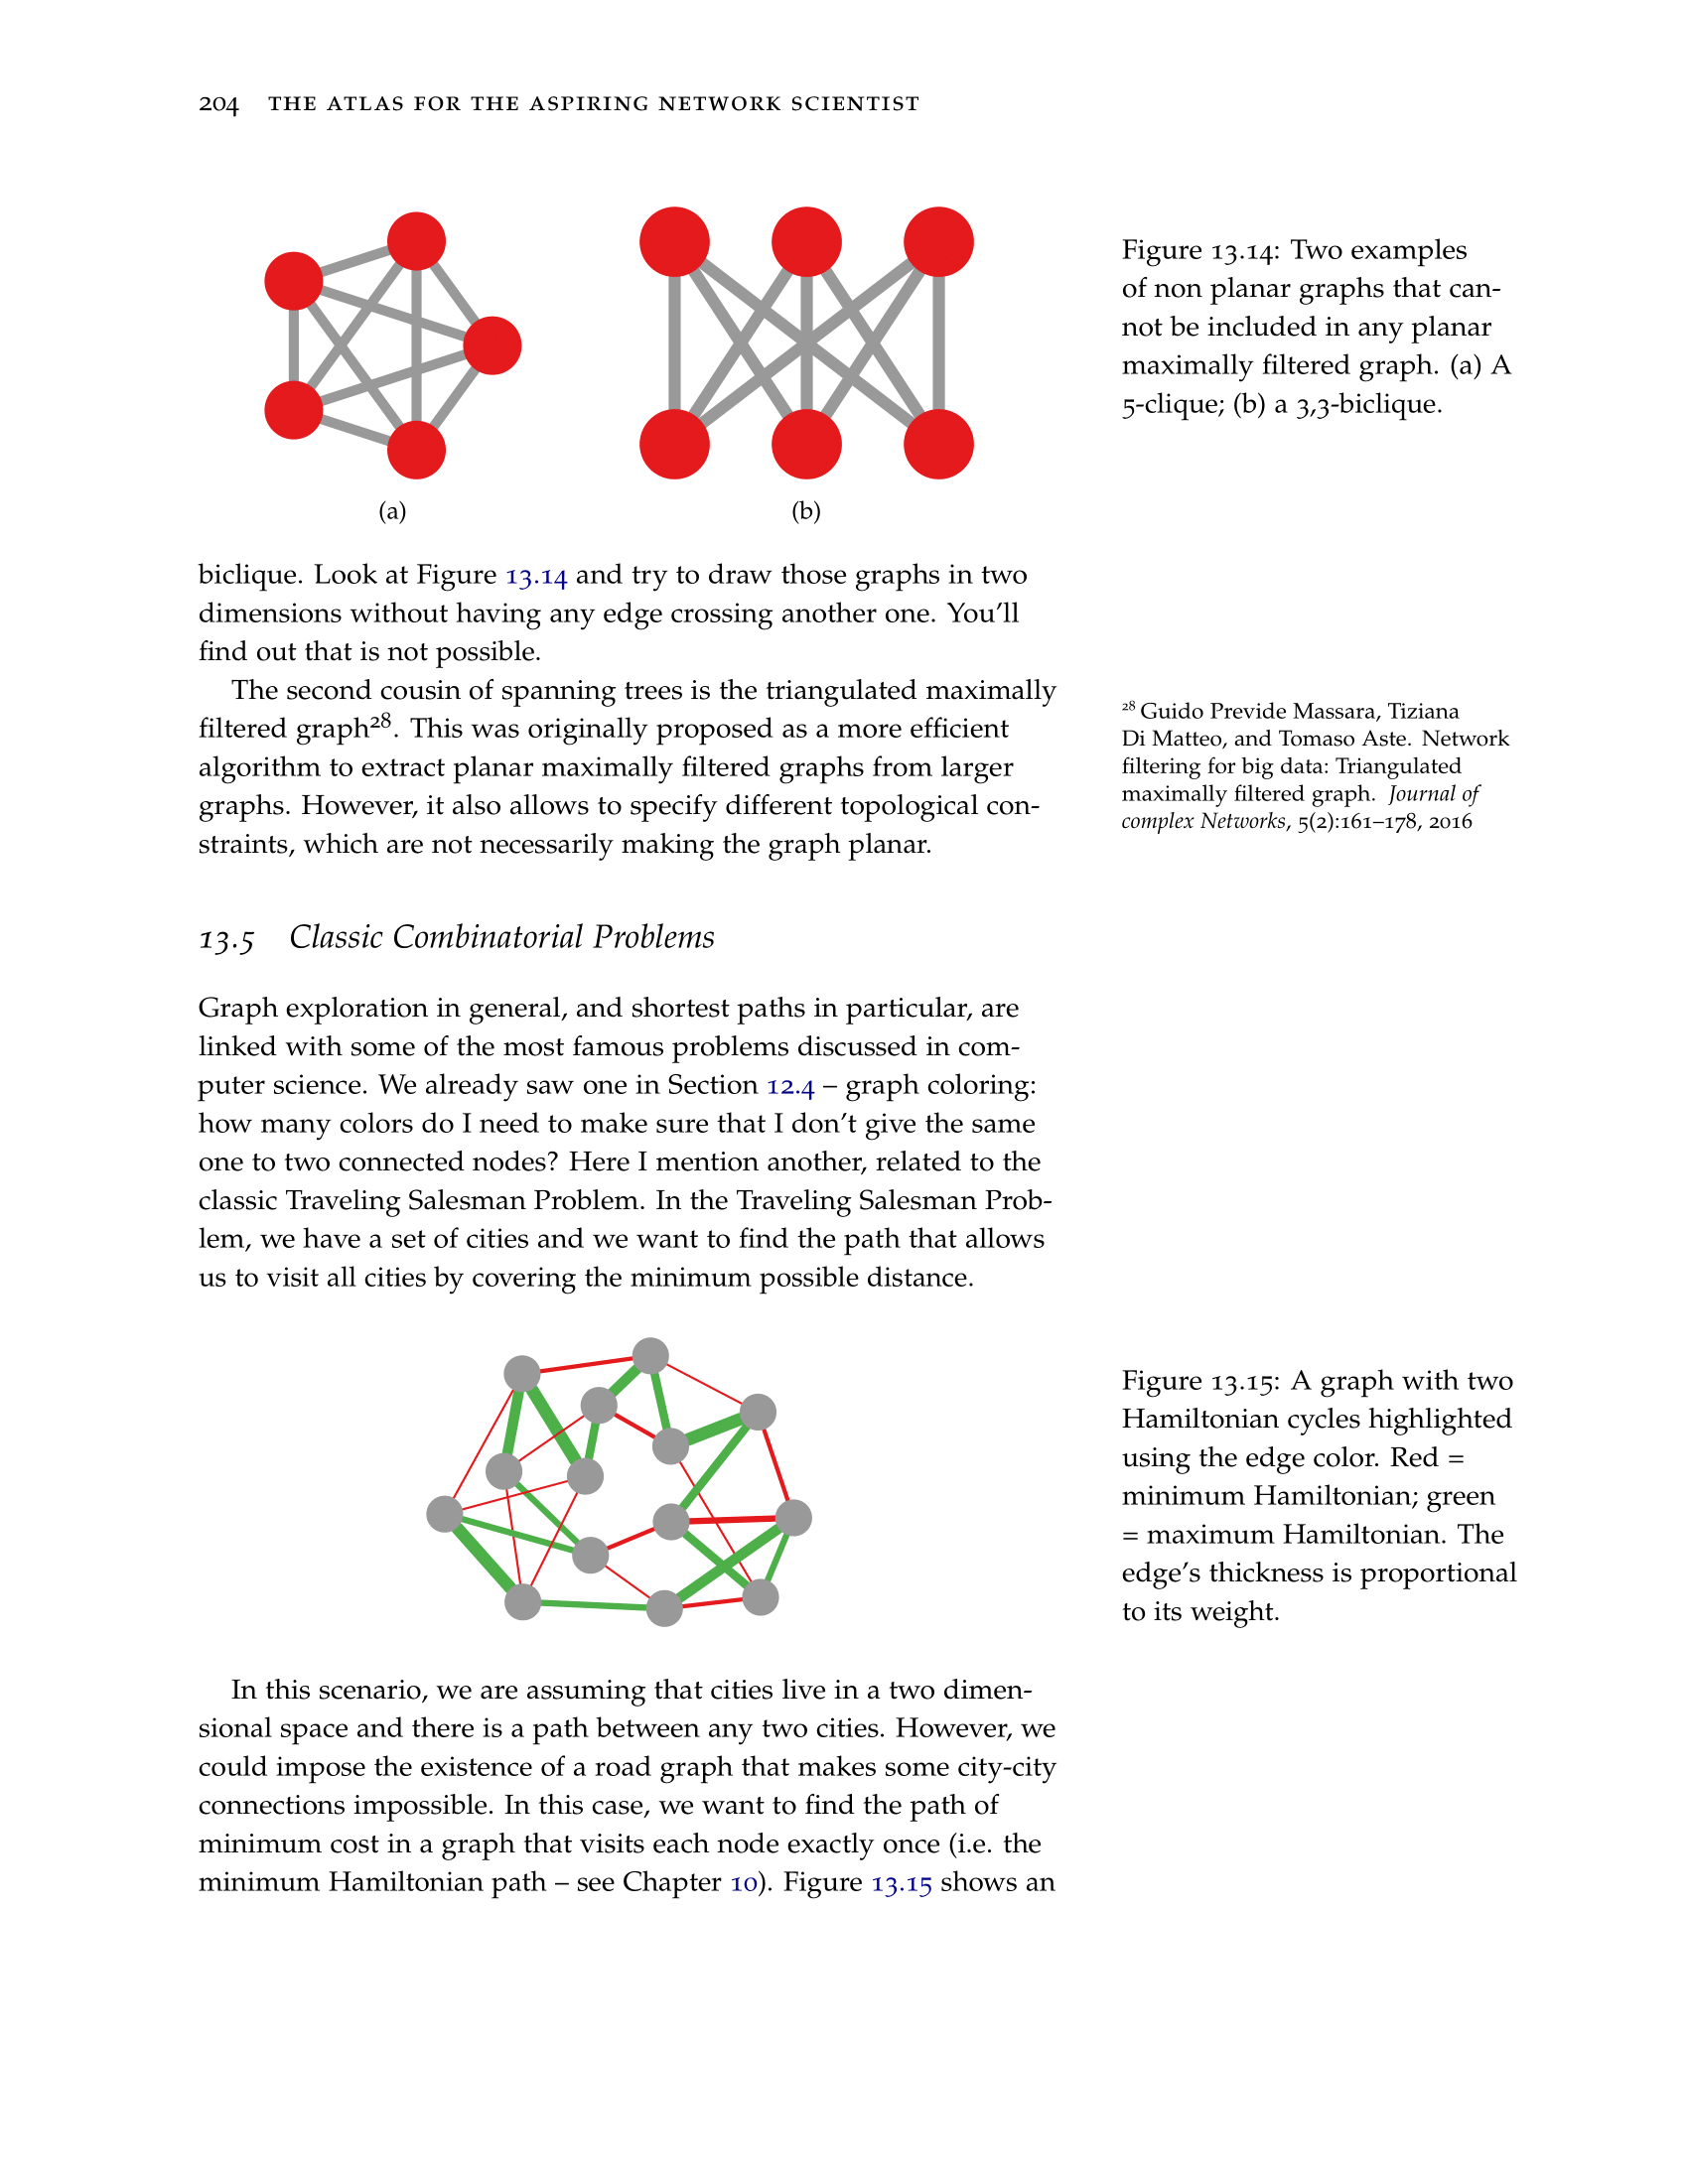 204 THE ATLAS FOR THE ASPIRING NETWORK SCIENTIST
(a)
(b)
Figure 13.14: Two examples
of non planar graphs that can-
not be included in any planar
maximally filtered graph. (a) A
5-clique; (b) a 3,3-biclique.
biclique. Look at Figure 13.14 and try to draw those graphs in two
dimensions without having any edge crossing another one. You'll
find out that is not possible.
The second cousin of spanning trees is the triangulated maximally
filtered graph28. This was originally proposed as a more efficient
algorithm to extract planar maximally filtered graphs from larger
graphs. However, it also allows to specify different topological con-
straints, which are not necessarily making the graph planar.
28 Guido Previde Massara, Tiziana
Di Matteo, and Tomaso Aste. Network
filtering for big data: Triangulated
maximally filtered graph. Journal of
complex Networks, 5(2):161–178, 2016
13.5 Classic Combinatorial Problems
Graph exploration in general, and shortest paths in particular, are
linked with some of the most famous problems discussed in com-
puter science. We already saw one in Section 12.4 – graph coloring:
how many colors do I need to make sure that I don't give the same
one to two connected nodes? Here I mention another, related to the
classic Traveling Salesman Problem. In the Traveling Salesman Prob-
lem, we have a set of cities and we want to find the path that allows
us to visit all cities by covering the minimum possible distance.
Figure 13.15: A graph with two
Hamiltonian cycles highlighted
using the edge color. Red =
minimum Hamiltonian; green
= maximum Hamiltonian. The
edge's thickness is proportional
to its weight.
In this scenario, we are assuming that cities live in a two dimen-
sional space and there is a path between any two cities. However, we
could impose the existence of a road graph that makes some city-city
connections impossible. In this case, we want to find the path of
minimum cost in a graph that visits each node exactly once (i.e. the
minimum Hamiltonian path – see Chapter 10). Figure 13.15 shows an